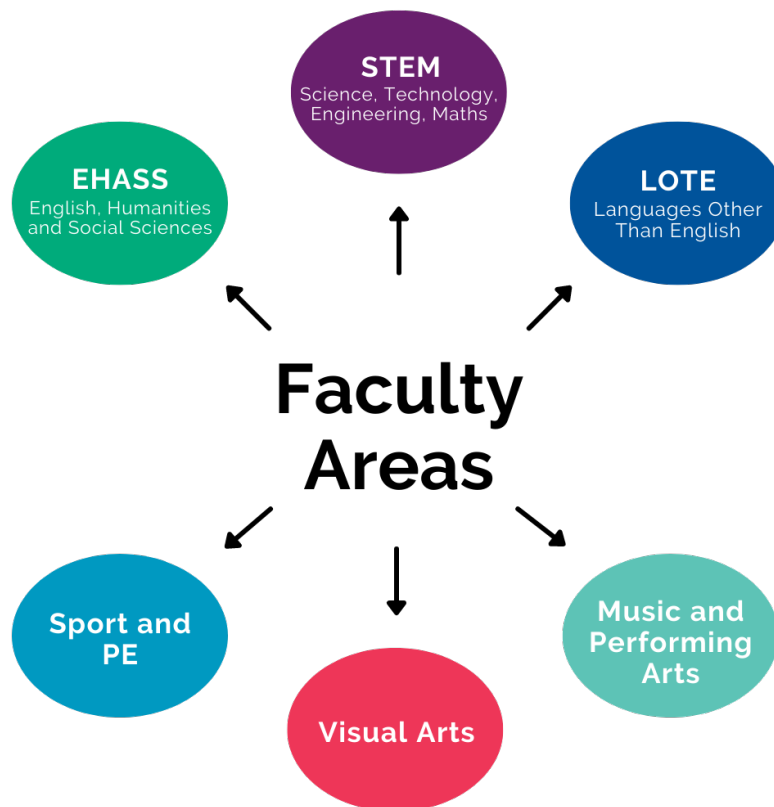 STEM
Science, Technology,
Engineering, Maths
EHASS
English, Humanities
and Social Sciences
LOTE
Languages Other
Than English
Faculty
Areas
Sport and
PE
Visual Arts
Music and
Performing
Arts